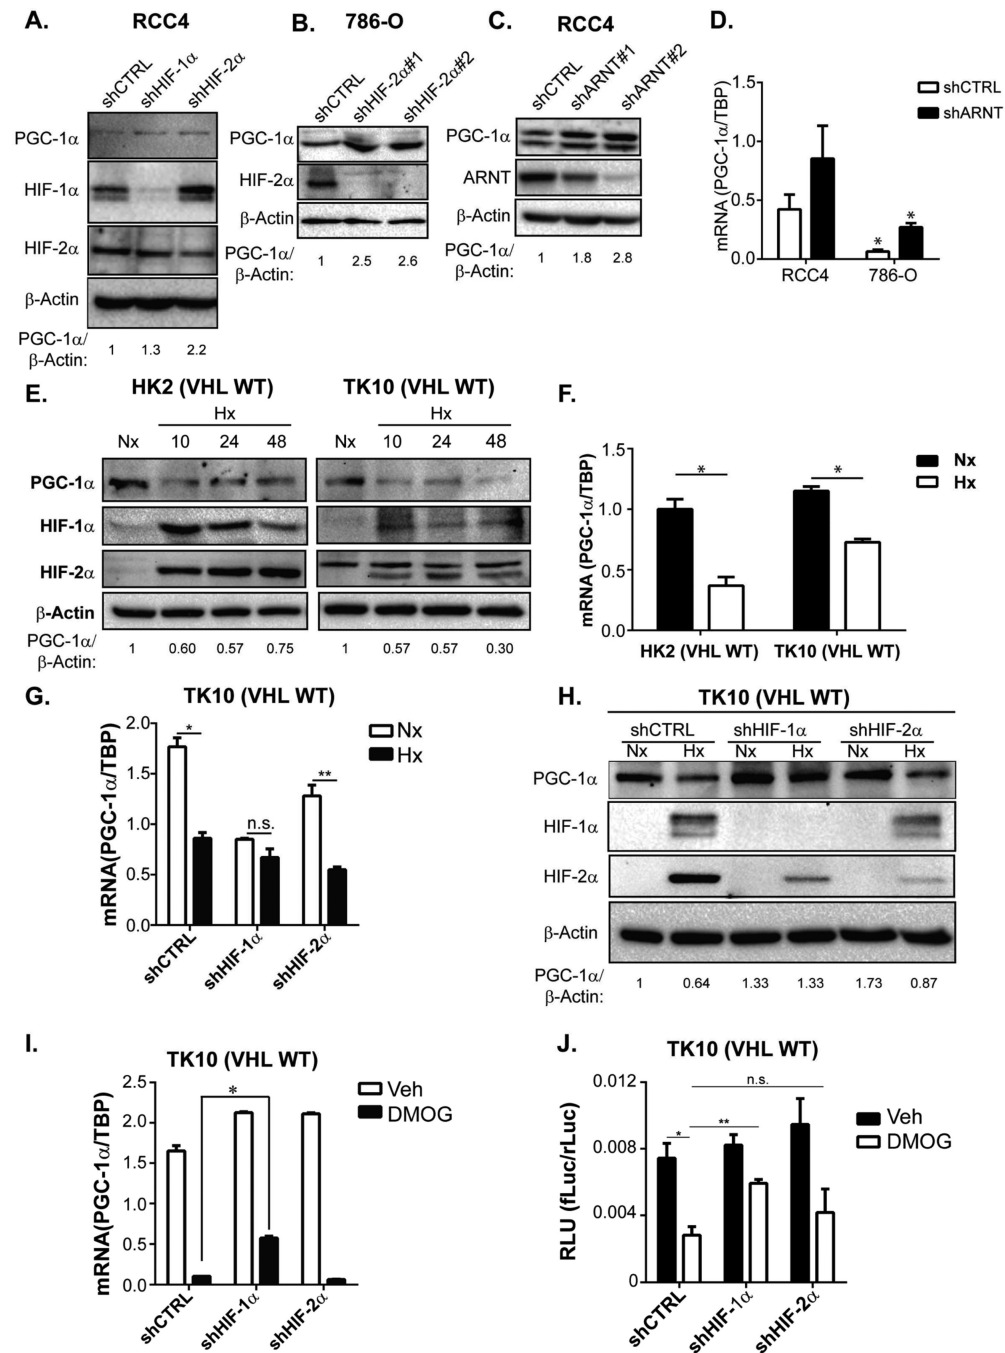 A.
RCC4
shCTRL
shHIF-1α
shHIF-2α
PGC-1α
HIF-1α
HIF-2α
β-Actin
PGC-1α/
β-Actin:
1 1.3 2.2
B.
786-O
shCTRL
shHIF-2α#1
shHIF-2α#2
PGC-1α
HIF-2α
β-Actin
PGC-1α/
β-Actin:
1 2.5 2.6
C.
RCC4
shCTRL
shARNT#1
shARNT#2
PGC-1α
ARNT
β-Actin
PGC-1α/
β-Actin:
1 1.8 2.8
D.
mRNA (PGC-1α/TBP)
1.5
1.0
0.5
0.0
shCTRL
shARNT
* *
RCC4 786-O
E.
HK2 (VHL WT) TK10 (VHL WT)
Hx Hx
Nx 10 24 48 Nx 10 24 48
PGC-1α
HIF-1α
HIF-2α
β-Actin
PGC-1α/
β-Actin:
1 0.60 0.57 0.75 1 0.57 0.57 0.30
F.
mRNA (PGC-1α/TBP)
1.5
1.0
0.5
0.0
* *
Nx
Hx
HK2 (VHL WT) TK10 (VHL WT)
G.
TK10 (VHL WT)
mRNA(PGC-1α/TBP)
2.0
1.5
1.0
0.5
0.0
*
n.s.
**
Nx
Hx
shCTRL
shHIF-1α
shHIF-2α
H.
TK10 (VHL WT)
shCTRL shHIF-1α shHIF-2α
Nx Hx Nx Hx Nx Hx
PGC-1α
HIF-1α
HIF-2α
β-Actin
PGC-1α/
β-Actin:
1 0.64 1.33 1.33 1.73 0.87
I.
TK10 (VHL WT)
mRNA(PGC-1α/TBP)
2.5
2.0
1.5
1.0
0.5
0.0
*
Veh
DMOG
shCTRL
shHIF-1α
shHIF-2α
J.
TK10 (VHL WT)
RLU (fLuc/rLuc)
0.012
0.008
0.004
0
n.s.
* **
Veh
DMOG
shCTRL
shHIF-1α
shHIF-2α